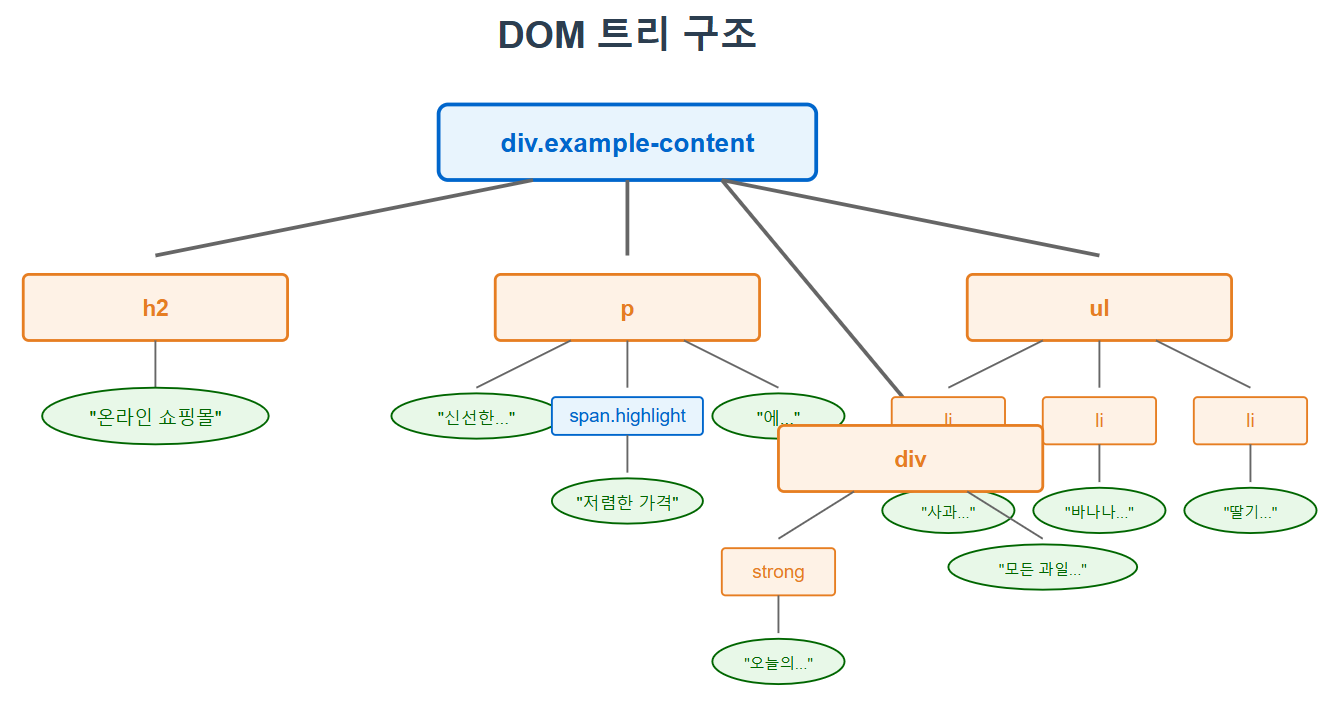 DOM 트리 구조
div.example-content
h2
p
ul
"온라인 쇼핑몰"
"신선한..."
span.highlight
"에..."
li
li
li
div
"저렴한 가격"
"사과..."
"바나나..."
"딸기..."
strong
"모든 과일..."
"오늘의..."